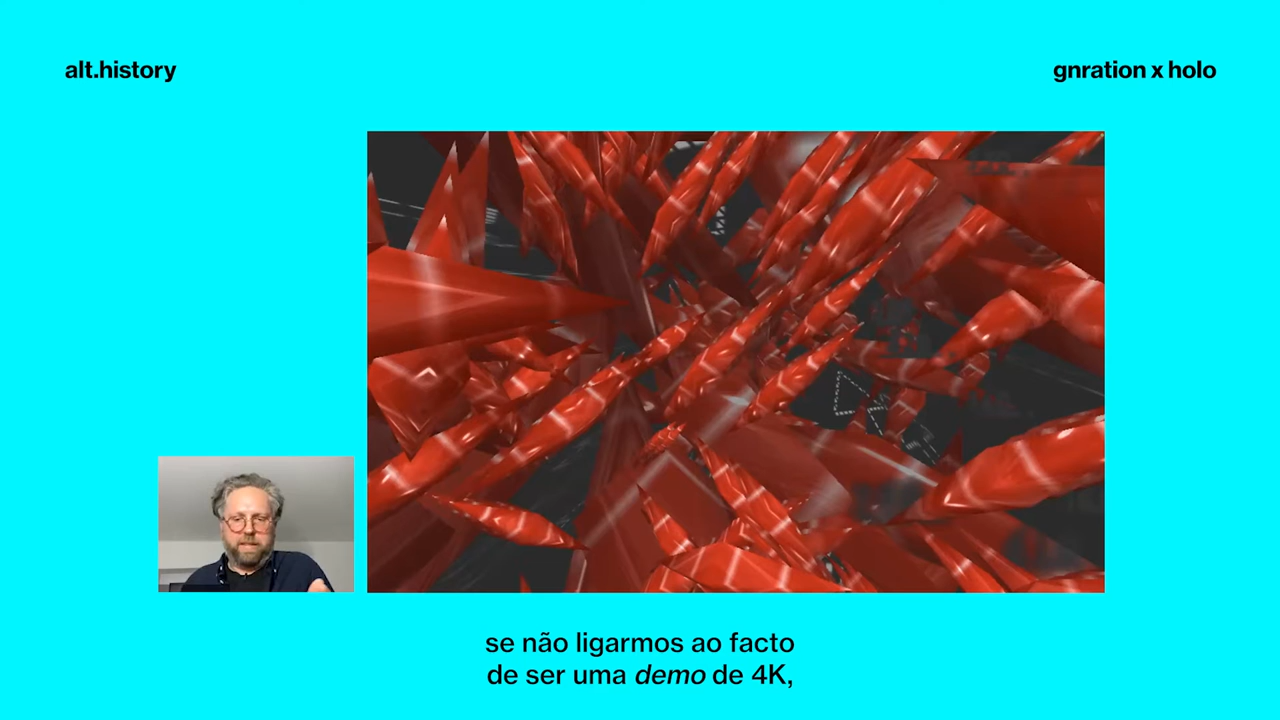 alt.history
gnration x holo
se não ligarmos ao facto
de ser uma demo de 4K,